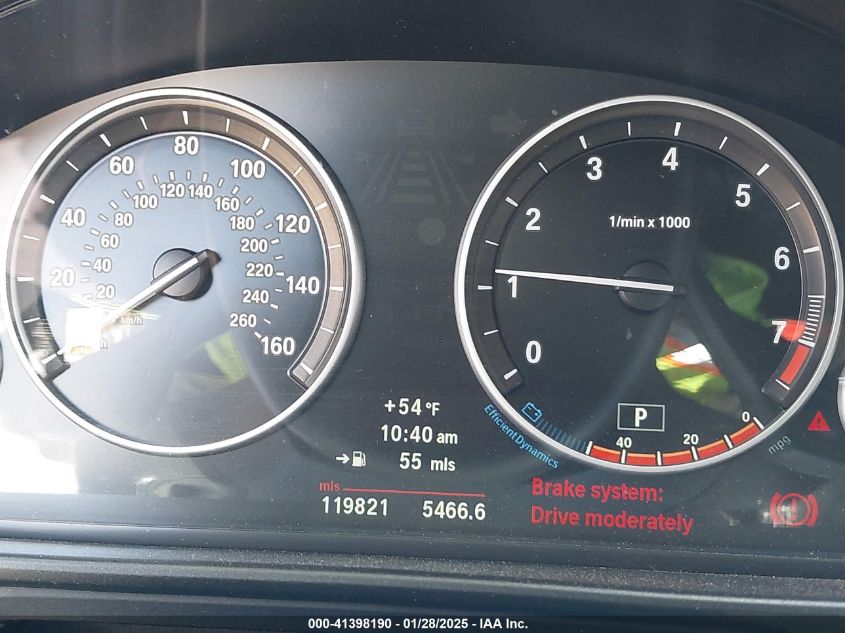 20
40
60
80
100
120
140
160
20
40
60
80
100
120
140
160
180
200
220
240
260
km/h
0
1
2
3
4
5
6
7
1/min x 1000
+54 °F
10:40 am
55 mls
mls
119821 5466.6
P
EfficientDynamics
40 20 0
mpg
Brake system:
Drive moderately
000-41398190 - 01/28/2025 - IAA Inc.